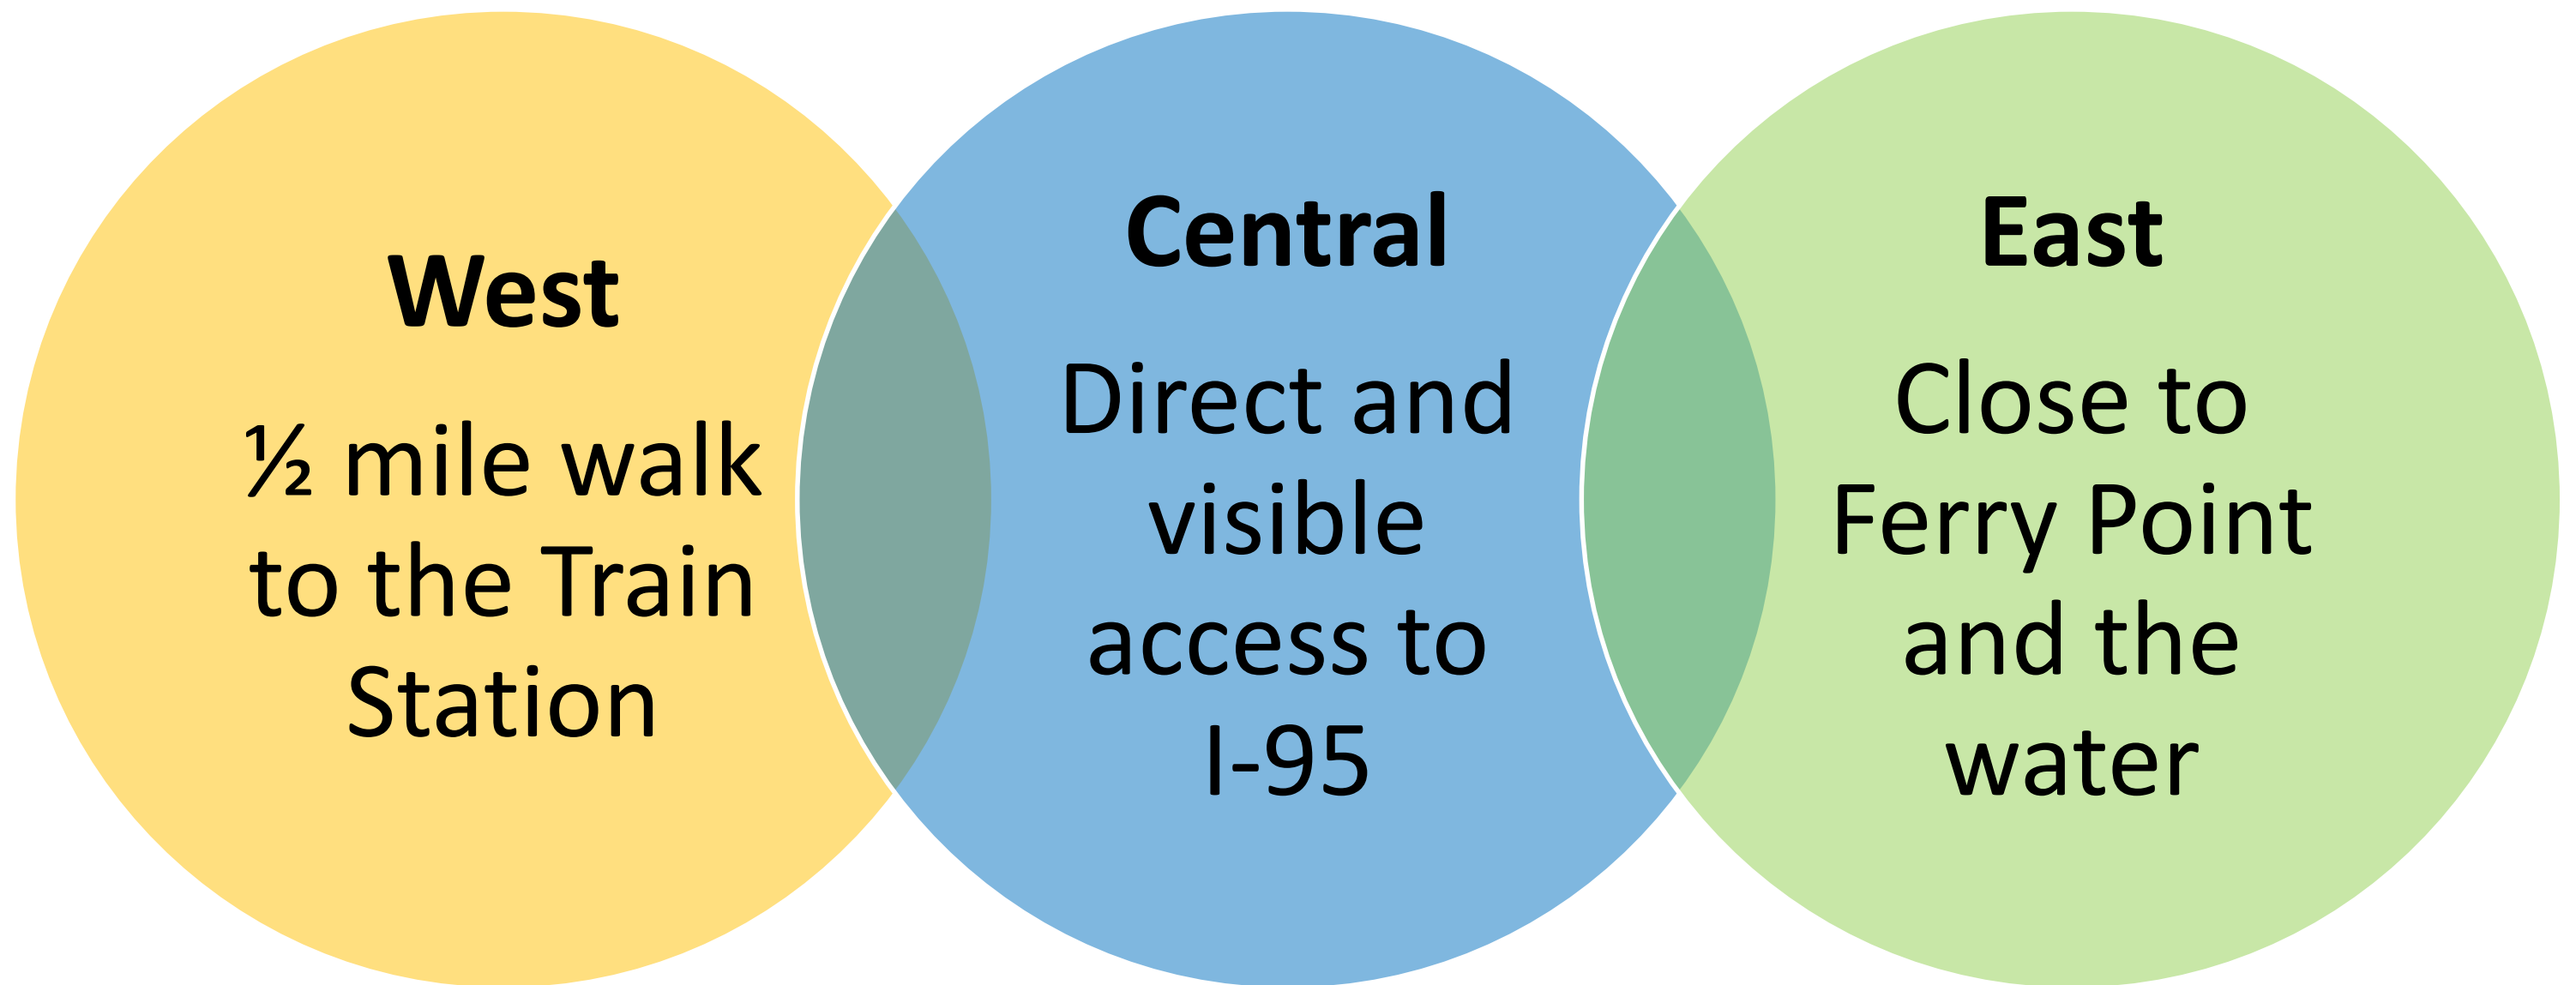 West
½ mile walk
to the Train
Station
Central
Direct and
visible
access to
I-95
East
Close to
Ferry Point
and the
water